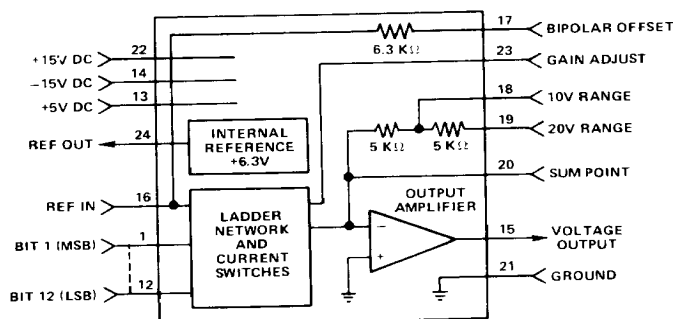 17 BIPOLAR OFFSET
6.3 KΩ
+15V DC 22
23 GAIN ADJUST
-15V DC 14
+5V DC 13
18 10V RANGE
19 20V RANGE
5 KΩ 5 KΩ
REF OUT 24
INTERNAL
REFERENCE
+6.3V
20 SUM POINT
REF IN 16
LADDER
NETWORK
AND
CURRENT
SWITCHES
OUTPUT
AMPLIFIER
−
+
15 VOLTAGE
OUTPUT
BIT 1 (MSB) 1
21 GROUND
BIT 12 (LSB) 12